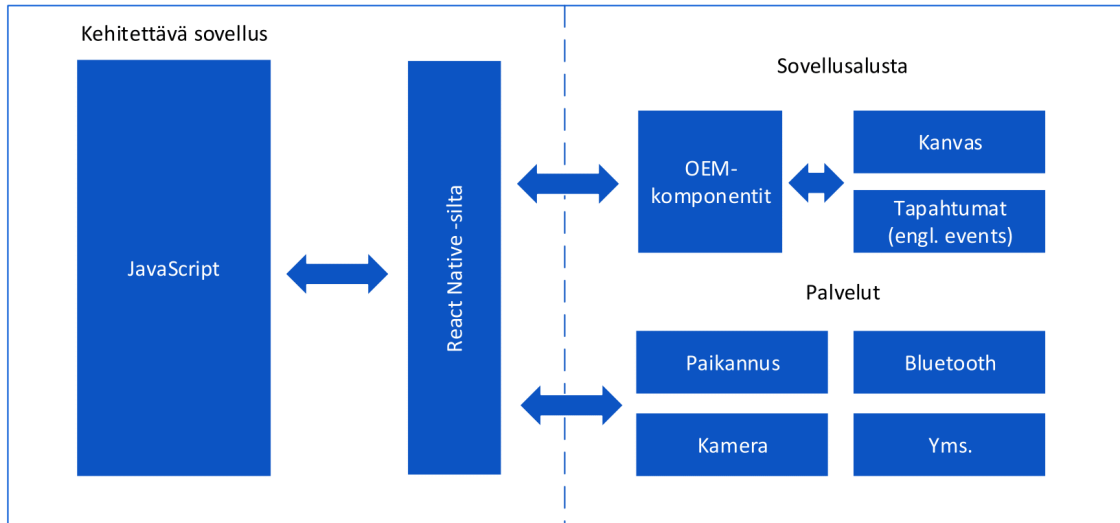 Kehitettävä sovellus
JavaScript
React Native -silta
Sovellusalusta
OEM-
komponentit
Kanvas
Tapahtumat
(engl. events)
Palvelut
Paikannus
Bluetooth
Kamera
Yms.